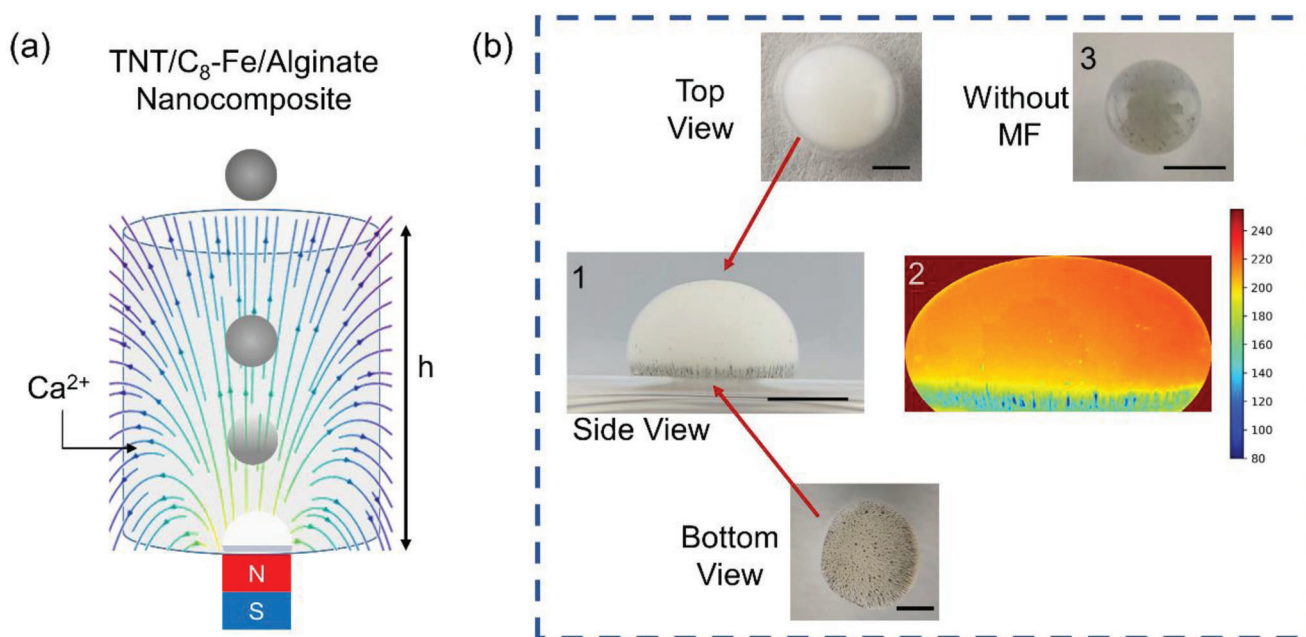 (a)
TNT/C₈-Fe/Alginate
Nanocomposite
Ca²⁺
h
N
S
(b)
Top
View
Without
MF
3
1
Side View
2
240
220
200
180
160
140
120
100
80
Bottom
View